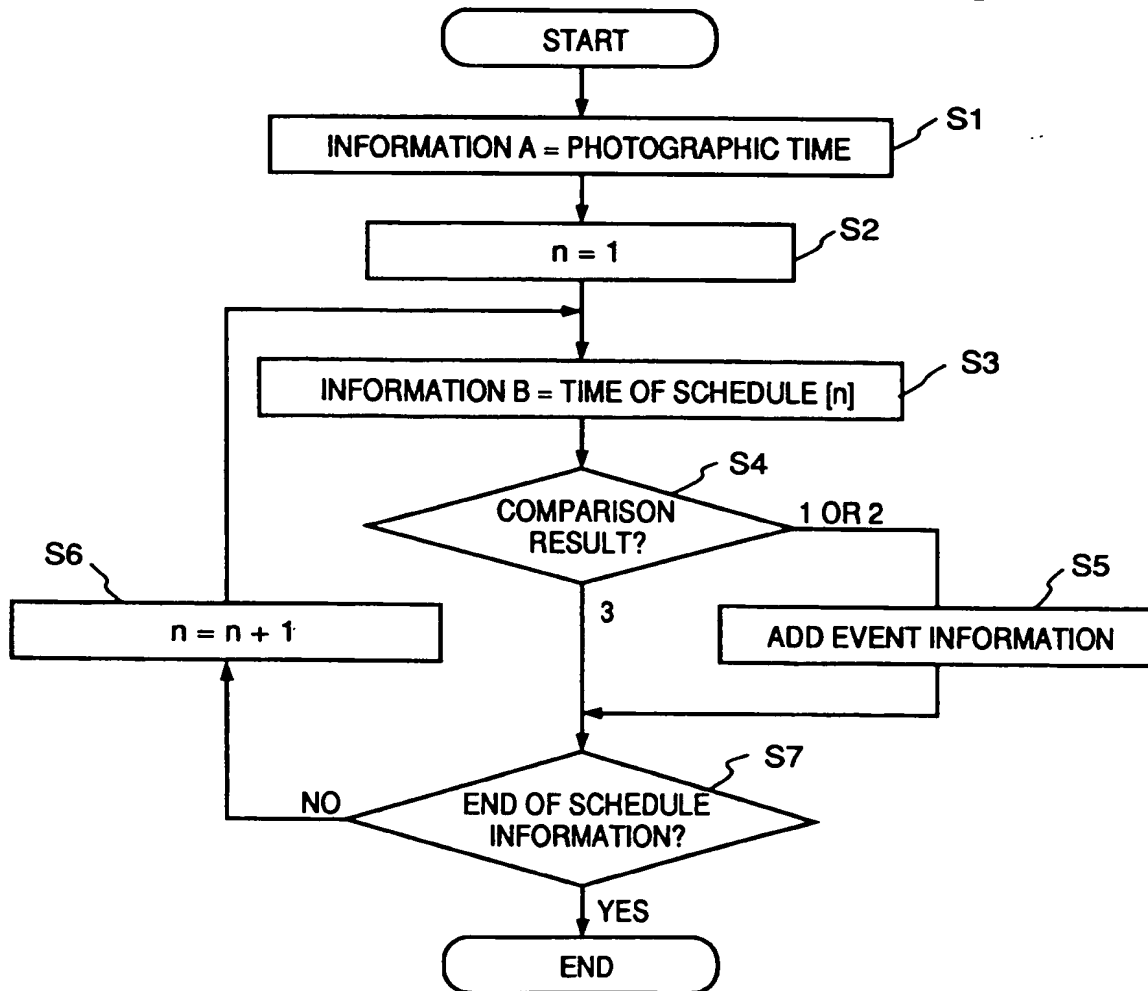 START
S1
INFORMATION A = PHOTOGRAPHIC TIME
S2
n = 1
S3
INFORMATION B = TIME OF SCHEDULE [n]
S4
COMPARISON
RESULT?
1 OR 2
S6
n = n + 1
3
S5
ADD EVENT INFORMATION
S7
NO
END OF SCHEDULE
INFORMATION?
YES
END